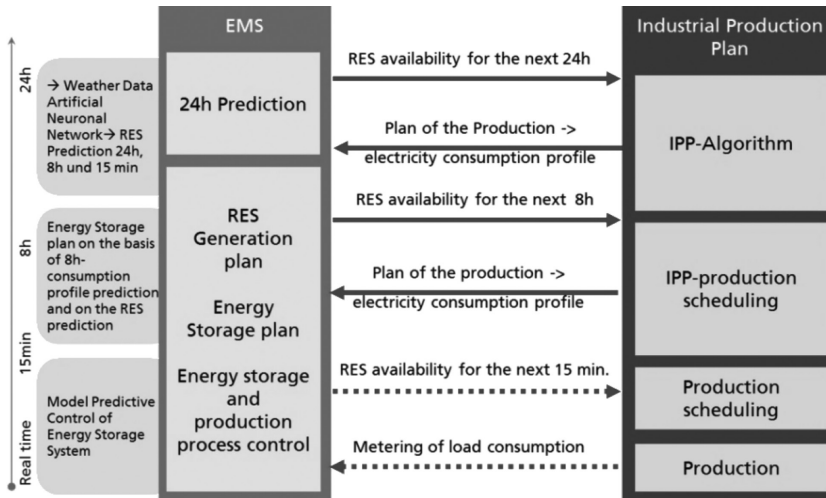 EMS
Industrial Production
Plan
24h
→ Weather Data
Artificial
Neuronal
Network→ RES
Prediction 24h,
8h und 15 min
24h Prediction
RES availability for the next 24h
Plan of the Production ->
electricity consumption profile
IPP-Algorithm
8h
Energy Storage
plan on the basis
of 8h-
consumption
profile prediction
and on the RES
prediction
RES
Generation
plan
Energy
Storage plan
Energy storage
and
production
process control
RES availability for the next 8h
Plan of the production ->
electricity consumption profile
IPP-production
scheduling
15min
Real time
Model Predictive
Control of
Energy Storage
System
RES availability for the next 15 min.
Metering of load consumption
Production
scheduling
Production